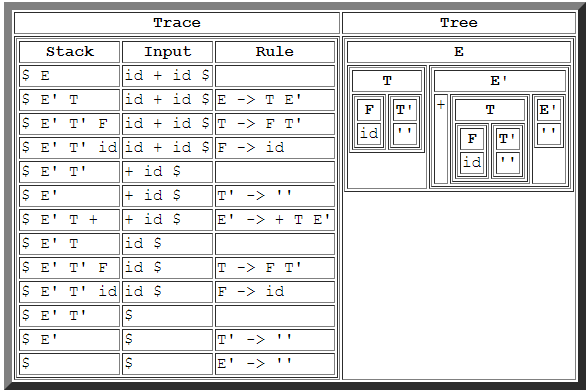 Trace Tree
Stack Input Rule
$ E id + id $
$ E' T id + id $ E -> T E'
$ E' T' F id + id $ T -> F T'
$ E' T' id id + id $ F -> id
$ E' T' + id $
$ E' + id $ T' -> ''
$ E' T + + id $ E' -> + T E'
$ E' T id $
$ E' T' F id $ T -> F T'
$ E' T' id id $ F -> id
$ E' T' $
$ E' $ T' -> ''
$ $ E' -> ''
E
T E'
F T' + T E'
id '' F T' ''
id ''